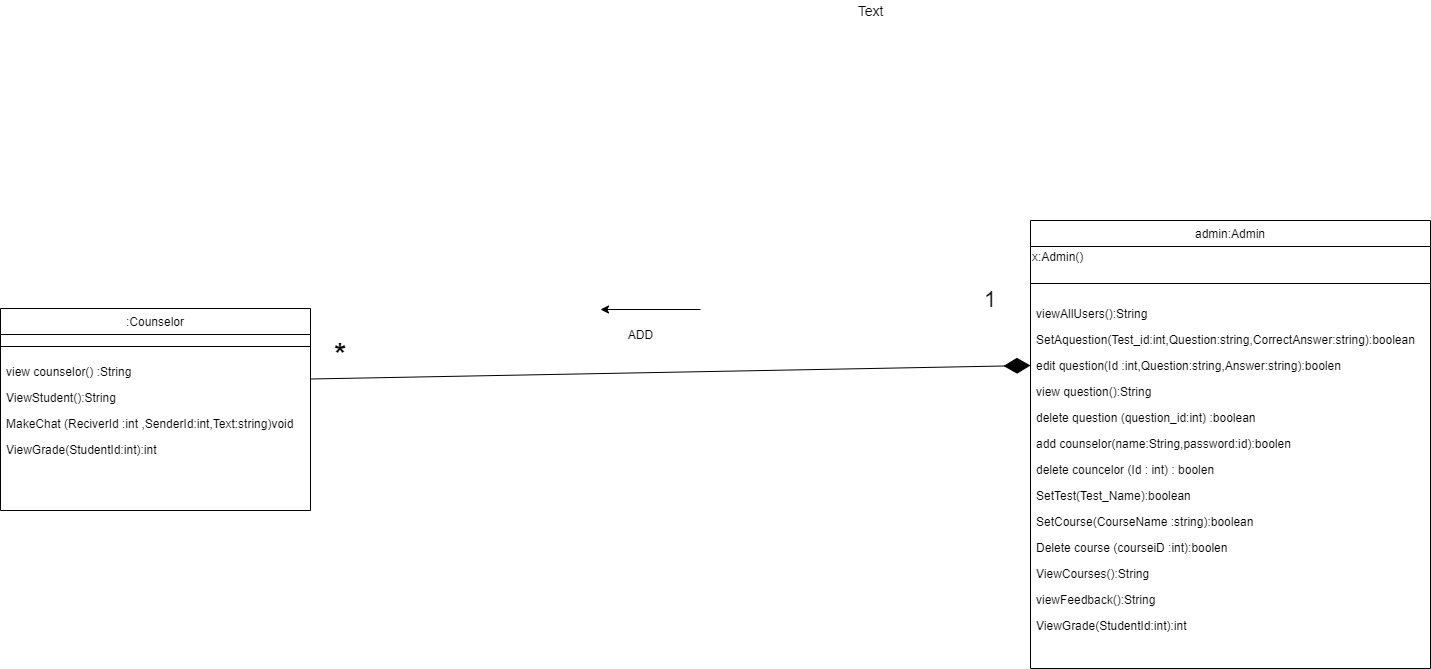 Text
admin:Admin
x:Admin()
viewAllUsers():String
SetAquestion(Test_id:int,Question:string,CorrectAnswer:string):boolean
edit question(Id :int,Question:string,Answer:string):boolen
view question():String
delete question (question_id:int) :boolean
add counselor(name:String,password:id):boolen
delete councelor (Id : int) : boolen
SetTest(Test_Name):boolean
SetCourse(CourseName :string):boolean
Delete course (courseiD :int):boolen
ViewCourses():String
viewFeedback():String
ViewGrade(StudentId:int):int
1
ADD
*
:Counselor
view counselor() :String
ViewStudent():String
MakeChat (ReciverId :int ,SenderId:int,Text:string)void
ViewGrade(StudentId:int):int